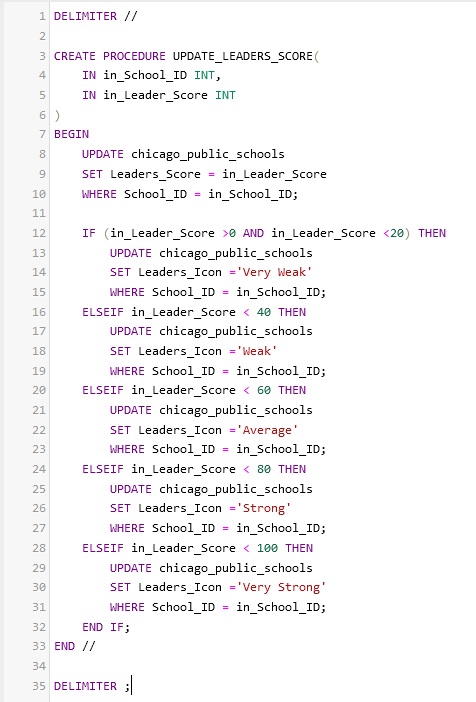 1 DELIMITER //
2
3 CREATE PROCEDURE UPDATE_LEADERS_SCORE(
4     IN in_School_ID INT,
5     IN in_Leader_Score INT
6 )
7 BEGIN
8     UPDATE chicago_public_schools
9     SET Leaders_Score = in_Leader_Score
10     WHERE School_ID = in_School_ID;
11
12     IF (in_Leader_Score >0 AND in_Leader_Score <20) THEN
13         UPDATE chicago_public_schools
14         SET Leaders_Icon ='Very Weak'
15         WHERE School_ID = in_School_ID;
16     ELSEIF in_Leader_Score < 40 THEN
17         UPDATE chicago_public_schools
18         SET Leaders_Icon ='Weak'
19         WHERE School_ID = in_School_ID;
20     ELSEIF in_Leader_Score < 60 THEN
21         UPDATE chicago_public_schools
22         SET Leaders_Icon ='Average'
23         WHERE School_ID = in_School_ID;
24     ELSEIF in_Leader_Score < 80 THEN
25         UPDATE chicago_public_schools
26         SET Leaders_Icon ='Strong'
27         WHERE School_ID = in_School_ID;
28     ELSEIF in_Leader_Score < 100 THEN
29         UPDATE chicago_public_schools
30         SET Leaders_Icon ='Very Strong'
31         WHERE School_ID = in_School_ID;
32     END IF;
33 END //
34
35 DELIMITER ;